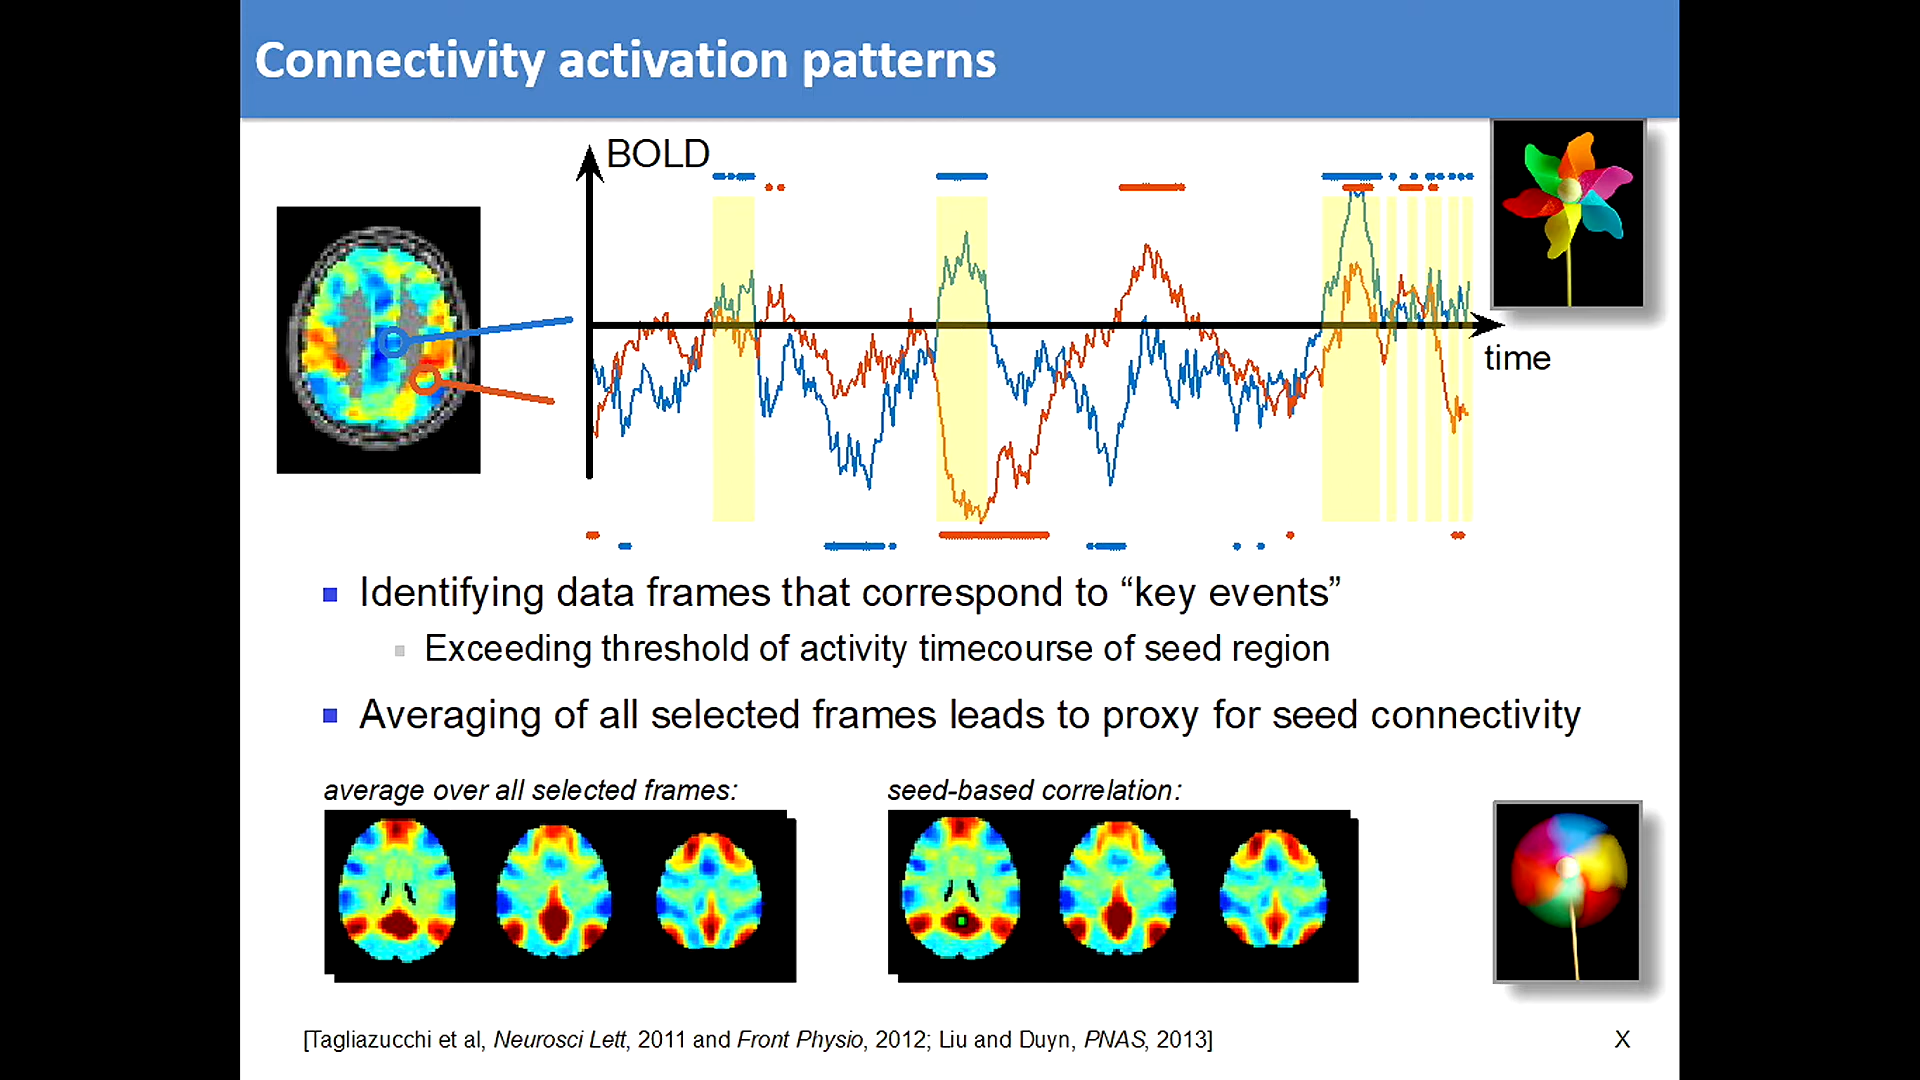 Connectivity activation patterns
BOLD
time
Identifying data frames that correspond to “key events”
Exceeding threshold of activity timecourse of seed region
Averaging of all selected frames leads to proxy for seed connectivity
average over all selected frames:
seed-based correlation:
[Tagliazucchi et al, Neurosci Lett, 2011 and Front Physio, 2012; Liu and Duyn, PNAS, 2013]
X